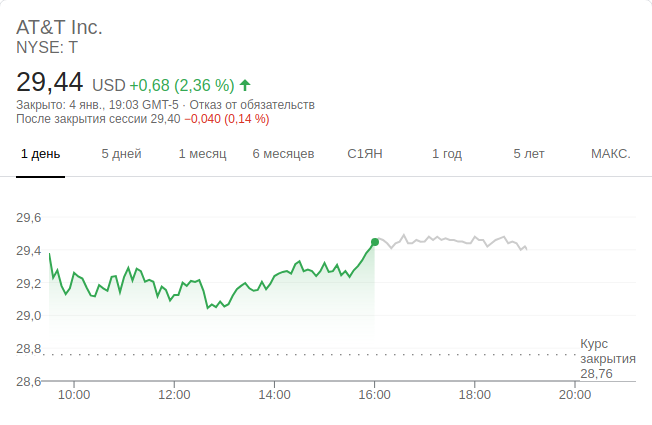 AT&T Inc.
NYSE: T
29,44 USD +0,68 (2,36 %)
Закрыто: 4 янв., 19:03 GMT-5 · Отказ от обязательств
После закрытия сессии 29,40 −0,040 (0,14 %)
1 день 5 дней 1 месяц 6 месяцев С1ЯН 1 год 5 лет МАКС.
29,6
29,4
29,2
29,0
28,8
28,6
Курс
закрытия
28,76
10:00 12:00 14:00 16:00 18:00 20:00